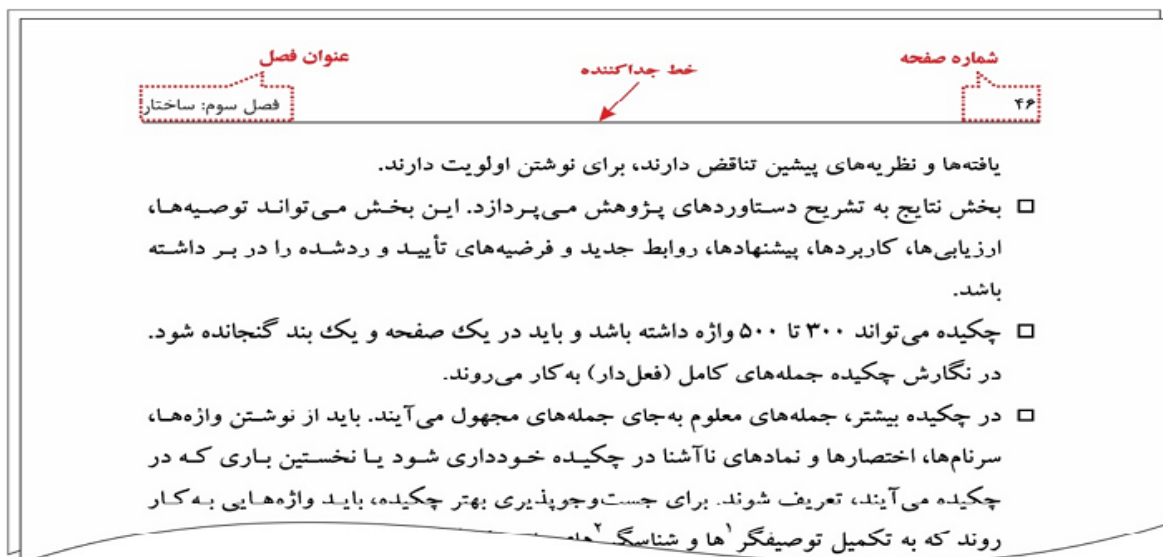 شماره صفحه
خط جداکننده
عنوان فصل
۴۶
فصل سوم: ساختار
یافته‌ها و نظریه‌های پیشین تناقض دارند، برای نوشتن اولویت دارند.
□ بخش نتایج به تشریح دستاوردهای پژوهش می‌پردازد. این بخش می‌تواند توصیه‌ها،
ارزیابی‌ها، کاربردها، پیشنهادها، روابط جدید و فرضیه‌های تأیید و ردشده را در بر داشته
باشد.
□ چکیده می‌تواند ۳۰۰ تا ۵۰۰ واژه داشته باشد و باید در یک صفحه و یک بند گنجانده شود.
در نگارش چکیده جمله‌های کامل (فعل‌دار) به‌کار می‌روند.
□ در چکیده بیشتر، جمله‌های معلوم به‌جای جمله‌های مجهول می‌آیند. باید از نوشتن واژه‌ها،
سرنام‌ها، اختصارها و نمادهای ناآشنا در چکیده خودداری شود یا نخستین باری که در
چکیده می‌آیند، تعریف شوند. برای جست‌وجوپذیری بهتر چکیده، باید واژه‌هایی به‌کار
روند که به تکمیل توصیفگر۱ها و شناسگر۲های